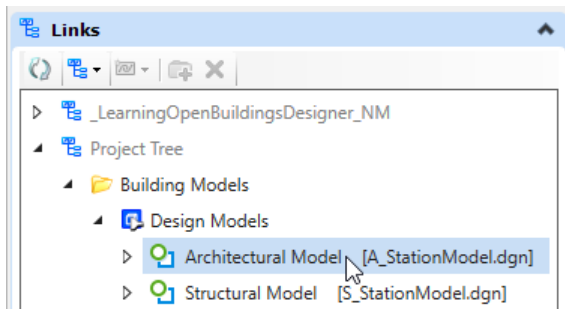 Links
_LearningOpenBuildingsDesigner_NM
Project Tree
Building Models
Design Models
Architectural Model [A_StationModel.dgn]
Structural Model [S_StationModel.dgn]